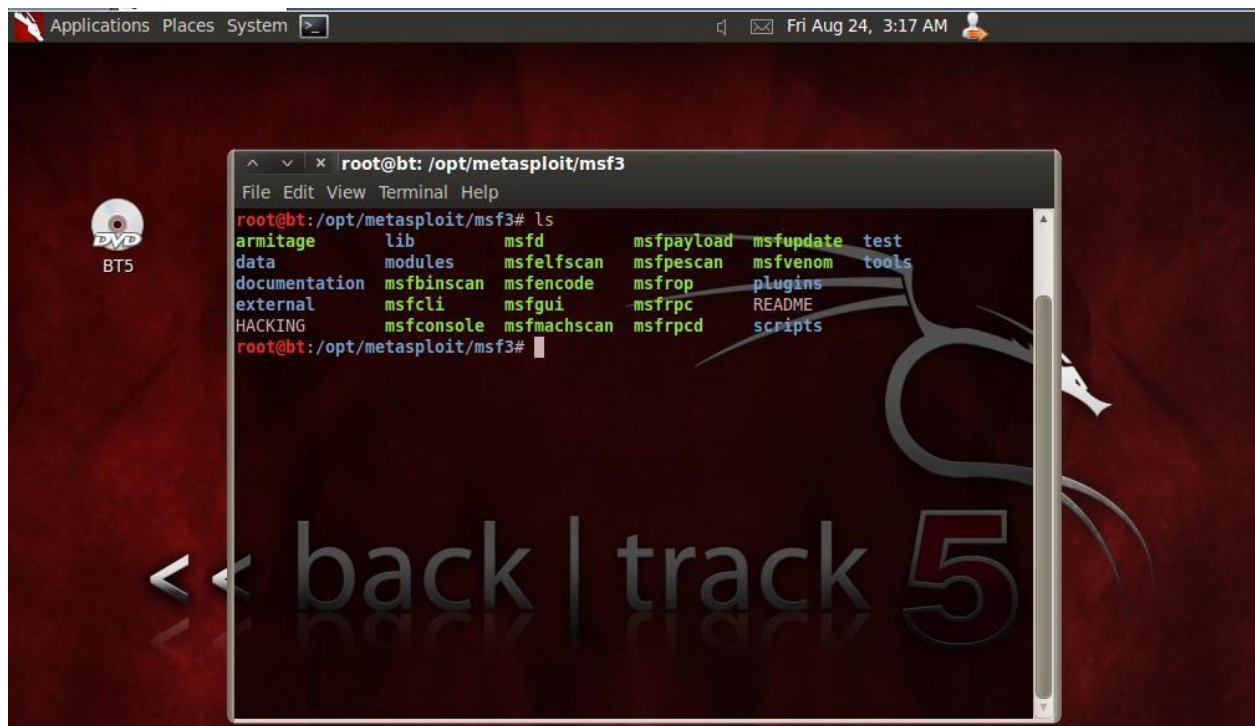 Applications Places System Fri Aug 24, 3:17 AM
root@bt: /opt/metasploit/msf3
File Edit View Terminal Help
root@bt:/opt/metasploit/msf3# ls
armitage lib msfd msfpayload msfupdate test
data modules msfelfscan msfpescan msfvenom tools
documentation msfbinscan msfencode msfrop plugins
external msfcli msfgui msfrpc README
HACKING msfconsole msfmachscan msfrpcd scripts
root@bt:/opt/metasploit/msf3#
DVD
BT5
<< back | track 5